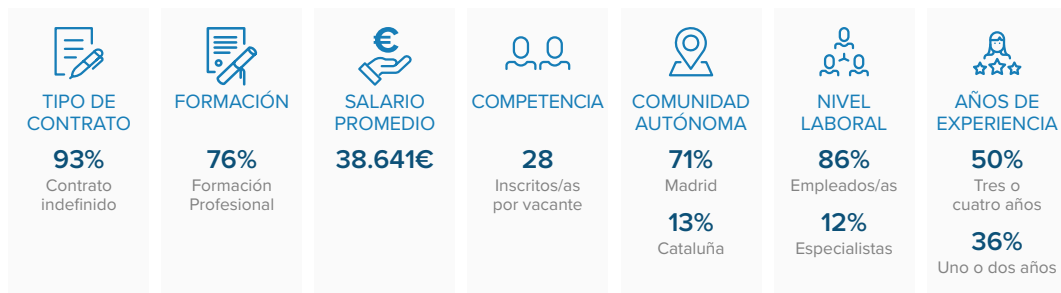 TIPO DE
CONTRATO
93%
Contrato
indefinido
FORMACIÓN
76%
Formación
Profesional
€
SALARIO
PROMEDIO
38.641€
COMPETENCIA
28
Inscritos/as
por vacante
COMUNIDAD
AUTÓNOMA
71%
Madrid
13%
Cataluña
NIVEL
LABORAL
86%
Empleados/as
12%
Especialistas
AÑOS DE
EXPERIENCIA
50%
Tres o
cuatro años
36%
Uno o dos años